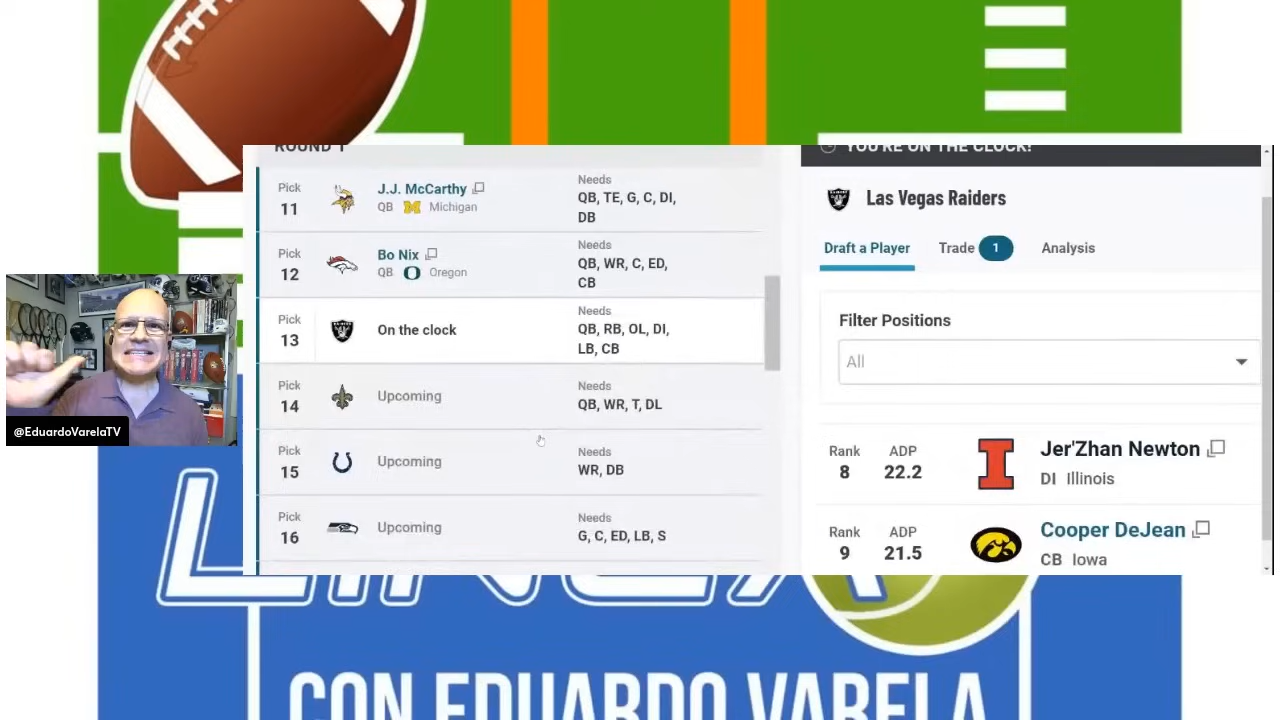 ROUND 1
Pick
11
J.J. McCarthy
QB M Michigan
Needs
QB, TE, G, C, DI,
DB
Pick
12
Bo Nix
QB Oregon
Needs
QB, WR, C, ED,
CB
Pick
13
On the clock
Needs
QB, RB, OL, DI,
LB, CB
Pick
14
Upcoming
Needs
QB, WR, T, DL
Pick
15
Upcoming
Needs
WR, DB
Pick
16
Upcoming
Needs
G, C, ED, LB, S
YOU'RE ON THE CLOCK!
Las Vegas Raiders
Draft a Player
Trade 1
Analysis
Filter Positions
All
Rank
8
ADP
22.2
Jer'Zhan Newton
DI Illinois
Rank
9
ADP
21.5
Cooper DeJean
CB Iowa
@EduardoVarelaTV
CON EDUARDO VARELA